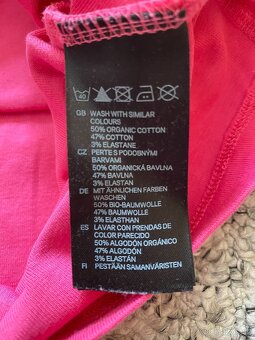 GB WASH WITH SIMILAR
COLOURS
50% ORGANIC COTTON
47% COTTON
3% ELASTANE
CZ PERTE S PODOBNÝMI
BARVAMI
50% ORGANICKÁ BAVLNA
47% BAVLNA
3% ELASTAN
DE MIT ÄHNLICHEN FARBEN
WASCHEN
50% BIO-BAUMWOLLE
47% BAUMWOLLE
3% ELASTHAN
ES LAVAR CON PRENDAS DE
COLOR PARECIDO
50% ALGODÓN ORGÁNICO
47% ALGODÓN
3% ELASTANO
FI PESTÄÄN SAMANVÄRISTEN